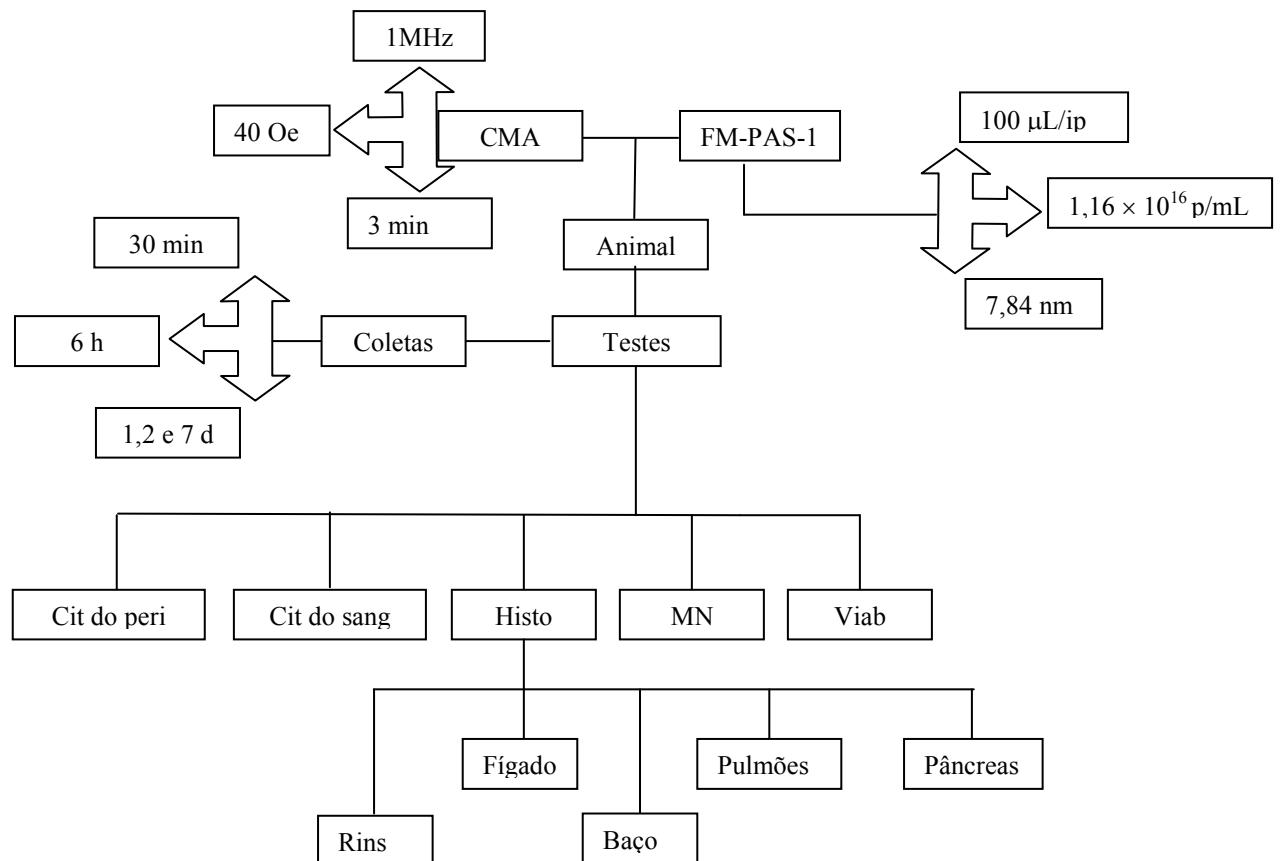 1MHz
40 Oe
CMA
FM-PAS-1
100 μL/ip
1,16 × 10¹⁶ p/mL
3 min
7,84 nm
Animal
30 min
6 h
Coletas
Testes
1,2 e 7 d
Cit do peri
Cit do sang
Histo
MN
Viab
Fígado
Pulmões
Pâncreas
Rins
Baço